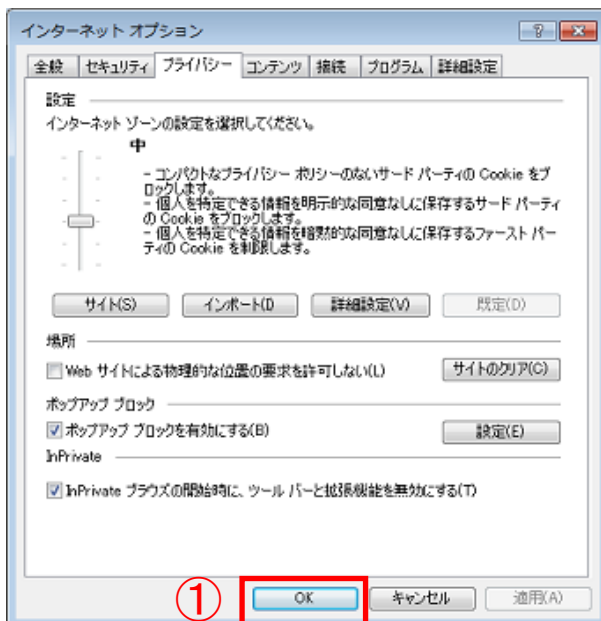 インターネット オプション
全般 セキュリティ プライバシー コンテンツ 接続 プログラム 詳細設定
設定
インターネット ゾーンの設定を選択してください。
中
- コンパクトなプライバシー ポリシーのないサード パーティの Cookie をブ
ロックします。
- 個人を特定できる情報を明示的な同意なしに保存するサード パーティ
の Cookie をブロックします。
- 個人を特定できる情報を暗黙的な同意なしに保存するファースト パー
ティの Cookie を制限します。
サイト(S) インポート(I 詳細設定(V) 既定(D)
場所
Web サイトによる物理的な位置の要求を許可しない(L) サイトのクリア(C)
ポップアップ ブロック
ポップアップ ブロックを有効にする(B) 設定(E)
InPrivate
InPrivate ブラウズの開始時に、ツール バーと拡張機能を無効にする(T)
① OK キャンセル 適用(A)